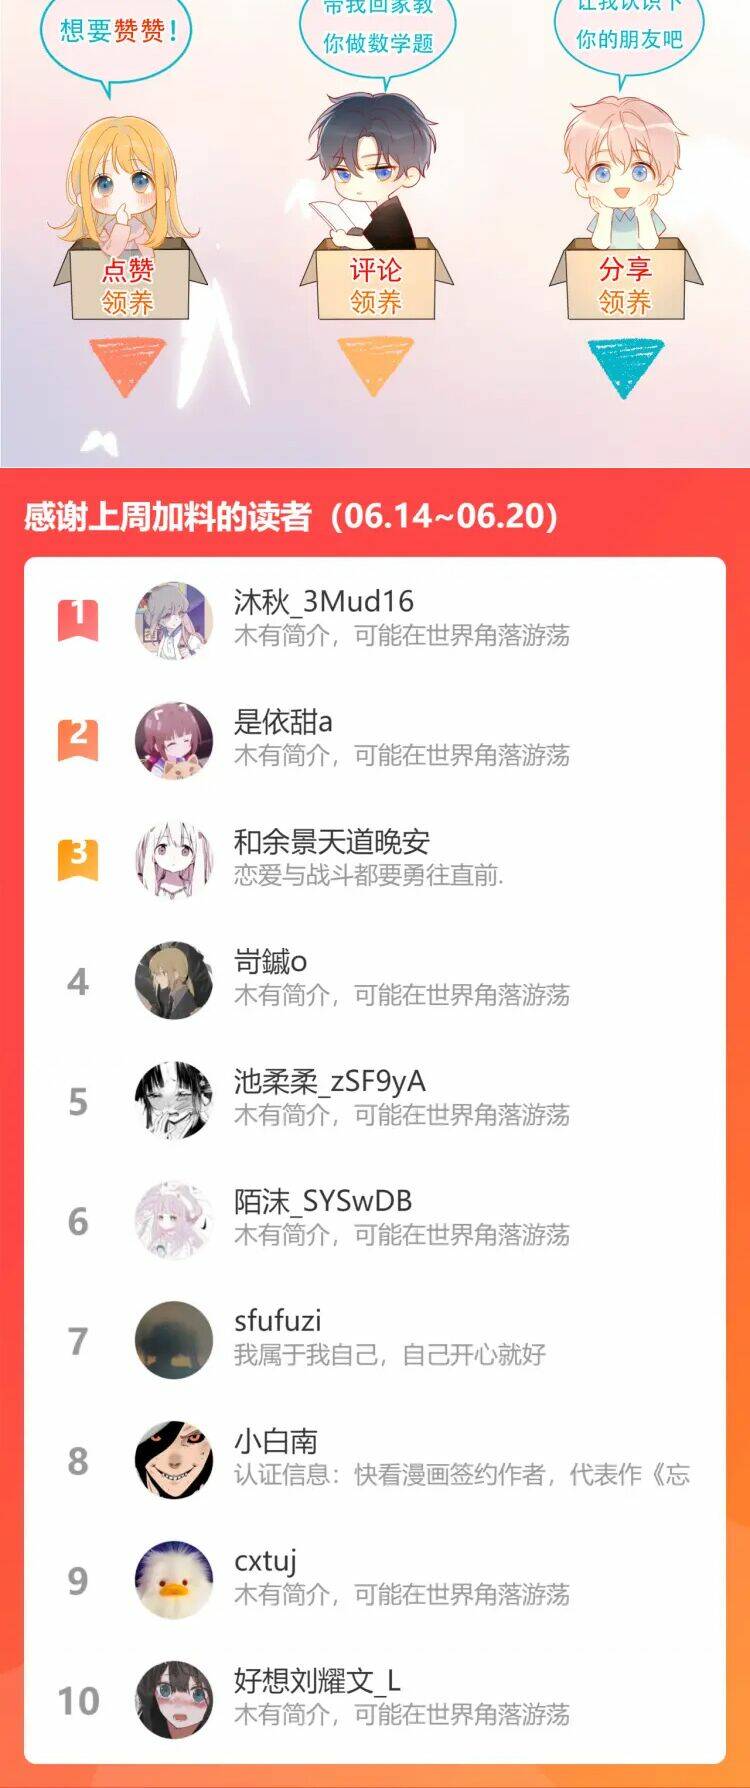 想要赞赞！
带我回家教
你做数学题
让我认识下
你的朋友吧
点赞
领养
评论
领养
分享
领养
感谢上周加料的读者（06.14~06.20）
1
沐秋_3Mud16
木有简介，可能在世界角落游荡
2
是依甜a
木有简介，可能在世界角落游荡
3
和余景天道晚安
恋爱与战斗都要勇往直前.
4
岢鏚o
木有简介，可能在世界角落游荡
5
池柔柔_zSF9yA
木有简介，可能在世界角落游荡
6
陌沫_SYSwDB
木有简介，可能在世界角落游荡
7
sfufuzi
我属于我自己，自己开心就好
8
小白南
认证信息：快看漫画签约作者，代表作《忘
9
cxtuj
木有简介，可能在世界角落游荡
10
好想刘耀文_L
木有简介，可能在世界角落游荡